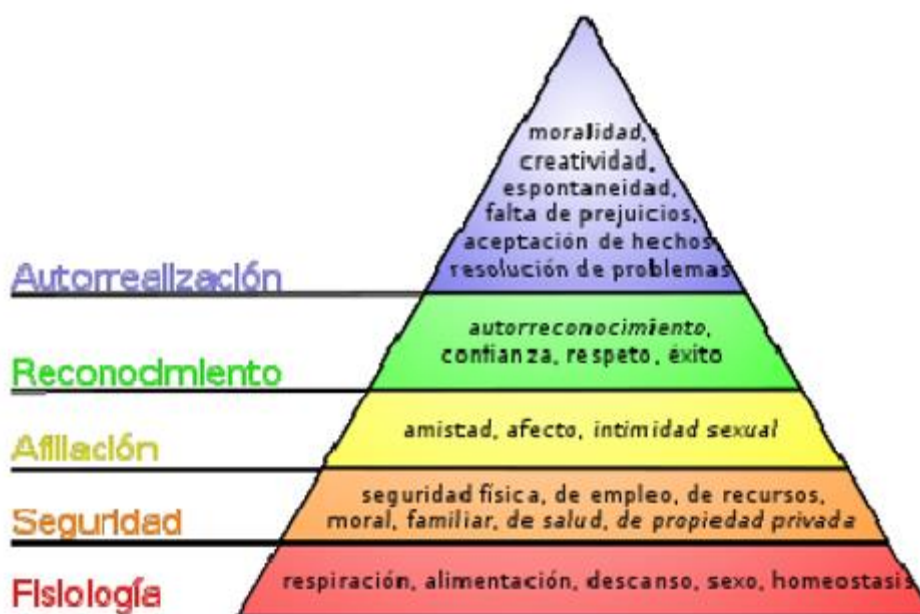 moralidad,
creatividad,
espontaneidad,
falta de prejuicios,
aceptación de hechos
resolución de problemas
Autorrealización
autorreconocimiento,
confianza, respeto, éxito
Reconocimiento
amistad, afecto, intimidad sexual
Afiliación
seguridad física, de empleo, de recursos,
moral, familiar, de salud, de propiedad privada
Seguridad
respiración, alimentación, descanso, sexo, homeostasis
Fisiología